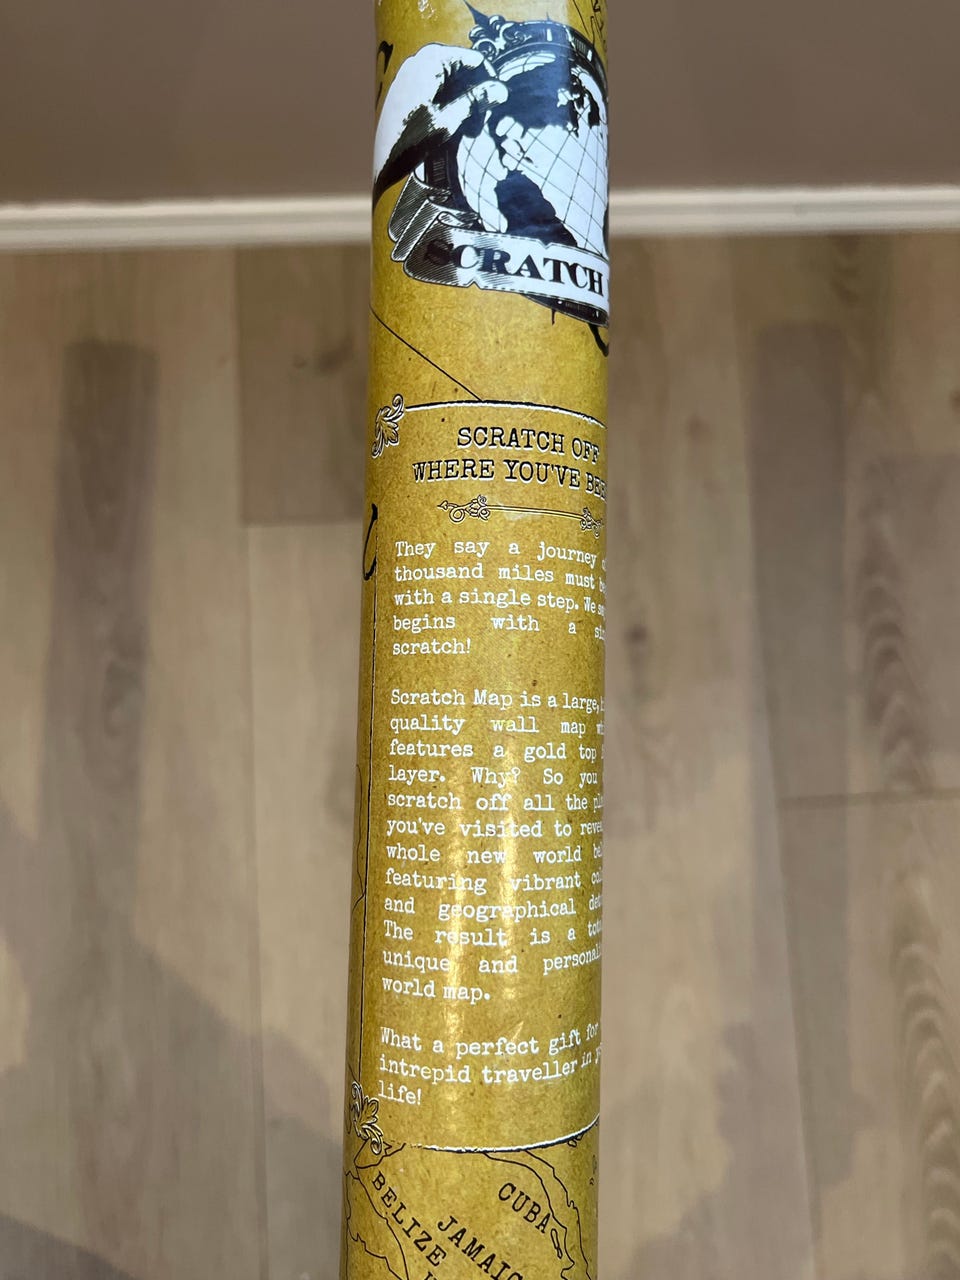 SCRATCH
SCRATCH OFF
WHERE YOU'VE
They say a journey
thousand miles must
with a single step. We
begins with a
scratch!
Scratch Map is a large,
quality wall map
features a gold top
layer. Why? So you
scratch off all the
you've visited to
whole new world
featuring vibrant
and geographical
The result is a
unique and
world map.
What a perfect gift for
intrepid traveller in
life!
CUBA
BELIZE